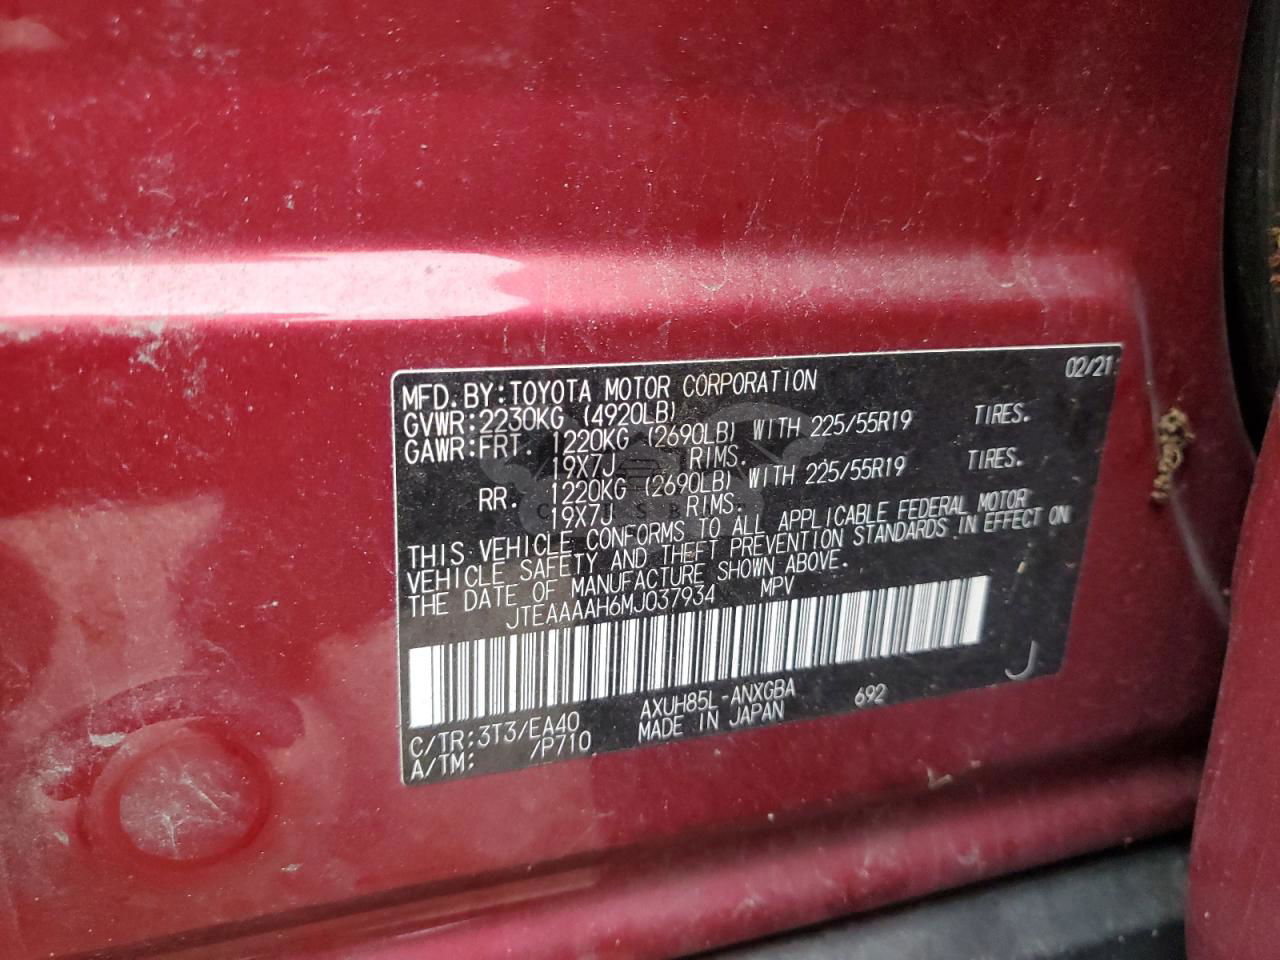 02/21
MFD. BY:TOYOTA MOTOR CORPORATION
GVWR:2230KG (4920LB)
GAWR:FRT. 1220KG (2690LB) WITH 225/55R19 TIRES.
19X7J RIMS.
RR. 1220KG (2690LB) WITH 225/55R19 TIRES.
19X7J RIMS.
THIS VEHICLE CONFORMS TO ALL APPLICABLE FEDERAL MOTOR
VEHICLE SAFETY AND THEFT PREVENTION STANDARDS IN EFFECT ON
THE DATE OF MANUFACTURE SHOWN ABOVE.
JTEAAAAH6MJ037934 MPV
J
C/TR:3T3/EA40 AXUH85L-ANXGBA 692
A/TM: /P710 MADE IN JAPAN